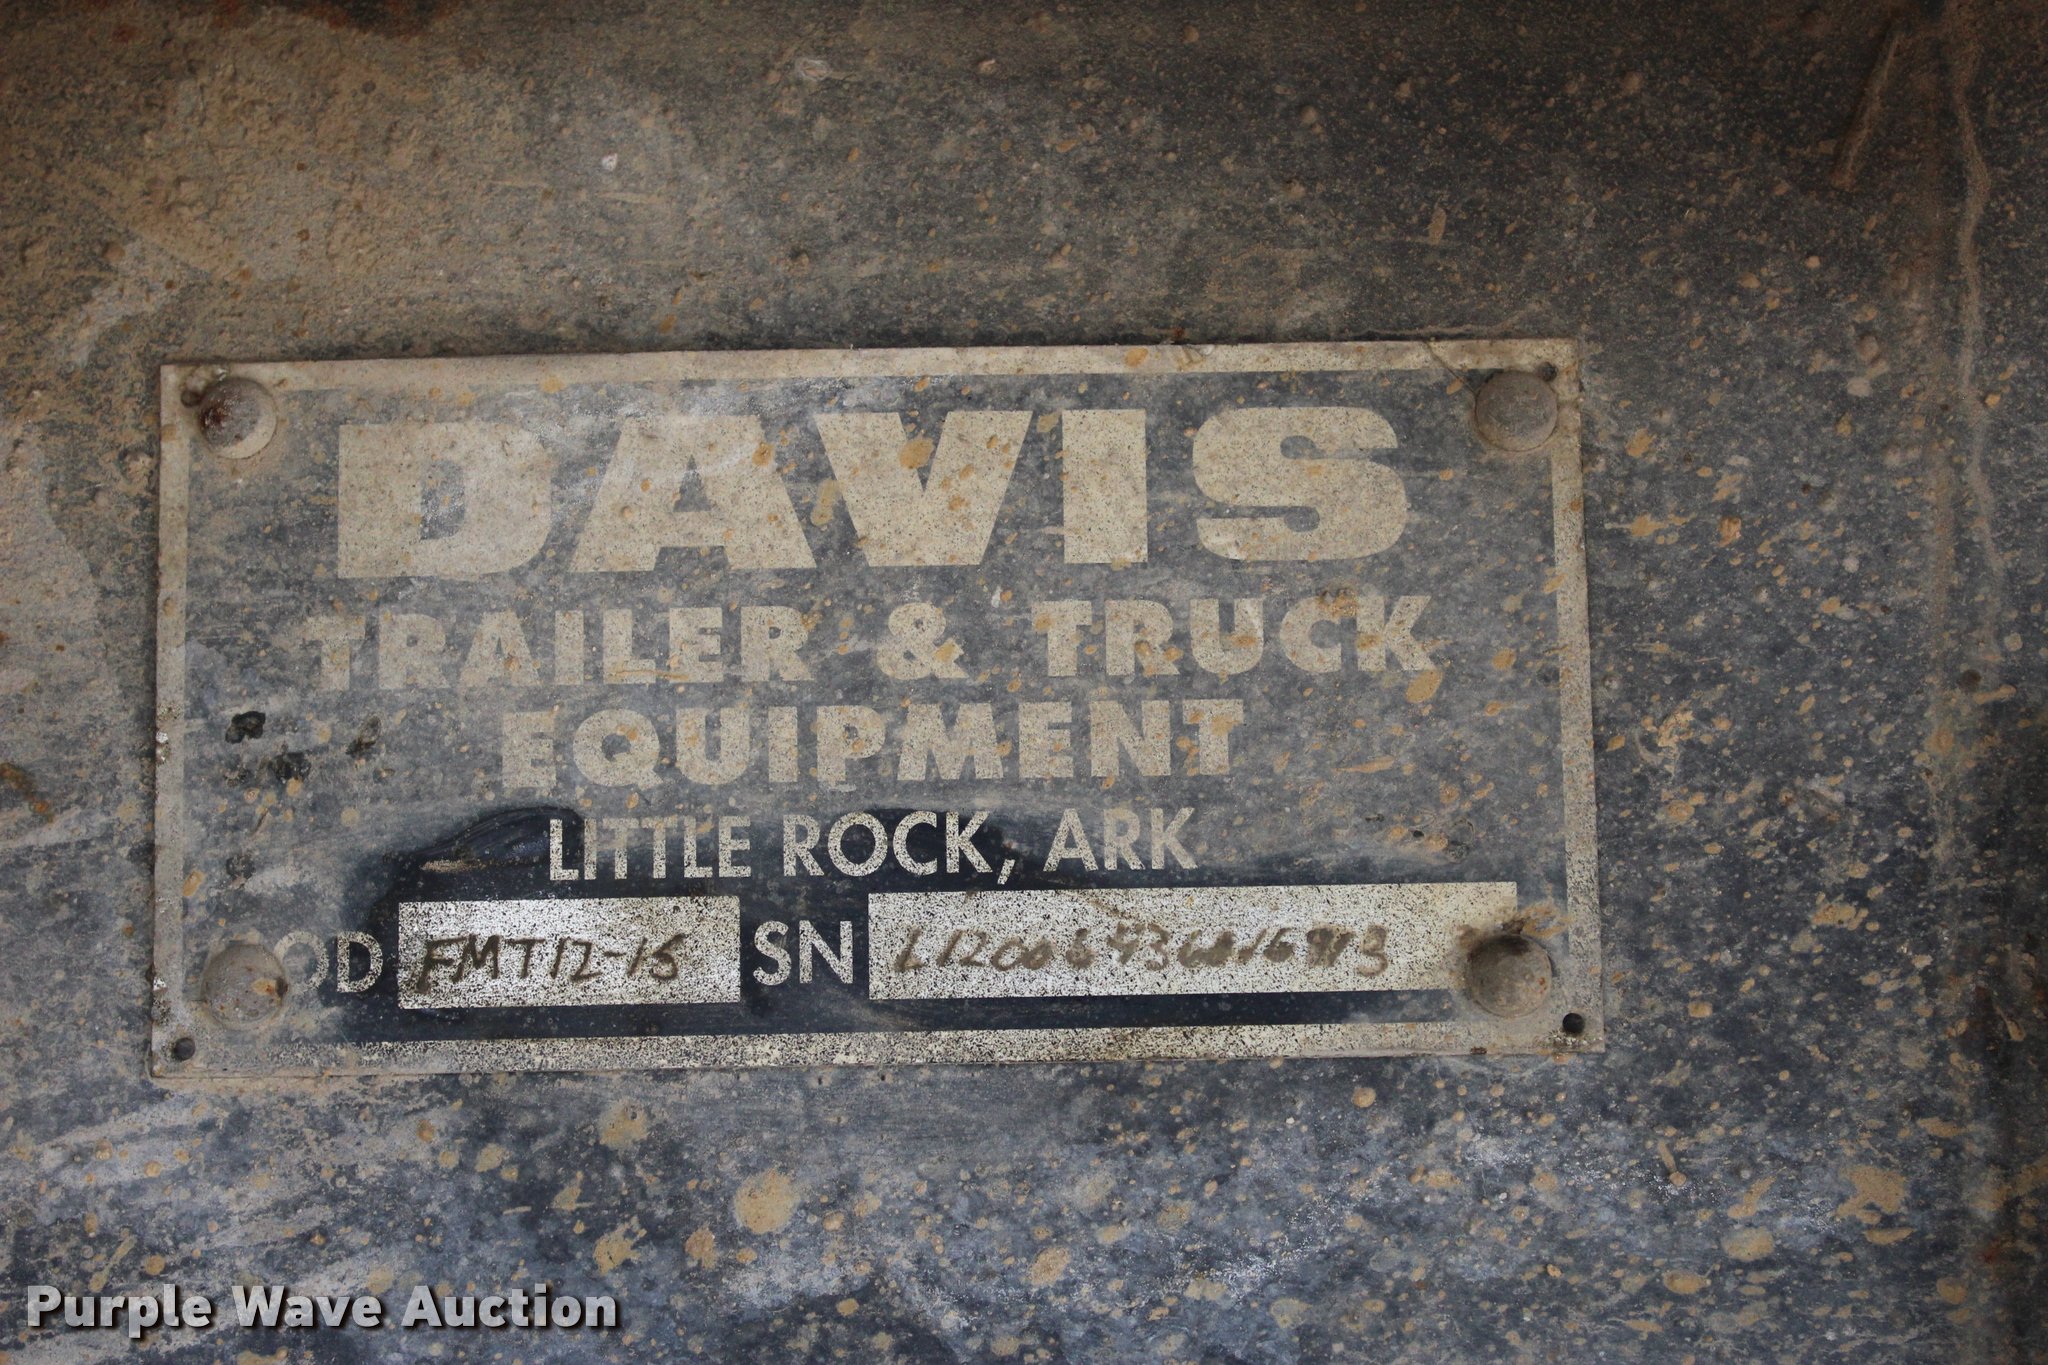 DAVIS
TRAILER & TRUCK
EQUIPMENT
LITTLE ROCK, ARK
OD FMT12-15 SN
Purple Wave Auction